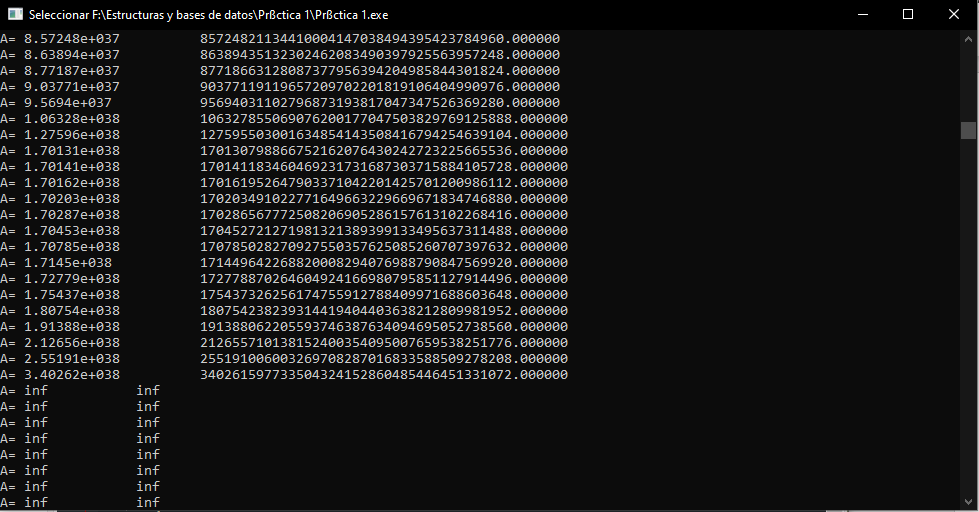 Seleccionar F:\Estructuras y bases de datos\Prßctica 1\Prßctica 1.exe
A= 8.57248e+037 85724821134410004147038494395423784960.000000
A= 8.63894e+037 86389435132302462083490397925563957248.000000
A= 8.77187e+037 87718663128087377956394204985844301824.000000
A= 9.03771e+037 90377119119657209702201819106404990976.000000
A= 9.5694e+037 95694031102796873193817047347526369280.000000
A= 1.06328e+038 106327855069076200177047503829769125888.000000
A= 1.27596e+038 127595503001634854143508416794254639104.000000
A= 1.70131e+038 170130798866752162076430242723225665536.000000
A= 1.70141e+038 170141183460469231731687303715884105728.000000
A= 1.70162e+038 170161952647903371042201425701200986112.000000
A= 1.70203e+038 170203491022771649663229669671834746880.000000
A= 1.70287e+038 170286567772508206905286157613102268416.000000
A= 1.70453e+038 170452721271981321389399133495637311488.000000
A= 1.70785e+038 170785028270927550357625085260707397632.000000
A= 1.7145e+038 171449642268820008294076988790847569920.000000
A= 1.72779e+038 172778870264604924166980795851127914496.000000
A= 1.75437e+038 175437326256174755912788409971688603648.000000
A= 1.80754e+038 180754238239314419404403638212809981952.000000
A= 1.91388e+038 191388062205593746387634094695052738560.000000
A= 2.12656e+038 212655710138152400354095007659538251776.000000
A= 2.55191e+038 255191006003269708287016833588509278208.000000
A= 3.40262e+038 340261597733504324152860485446451331072.000000
A= inf inf
A= inf inf
A= inf inf
A= inf inf
A= inf inf
A= inf inf
A= inf inf
A= inf inf